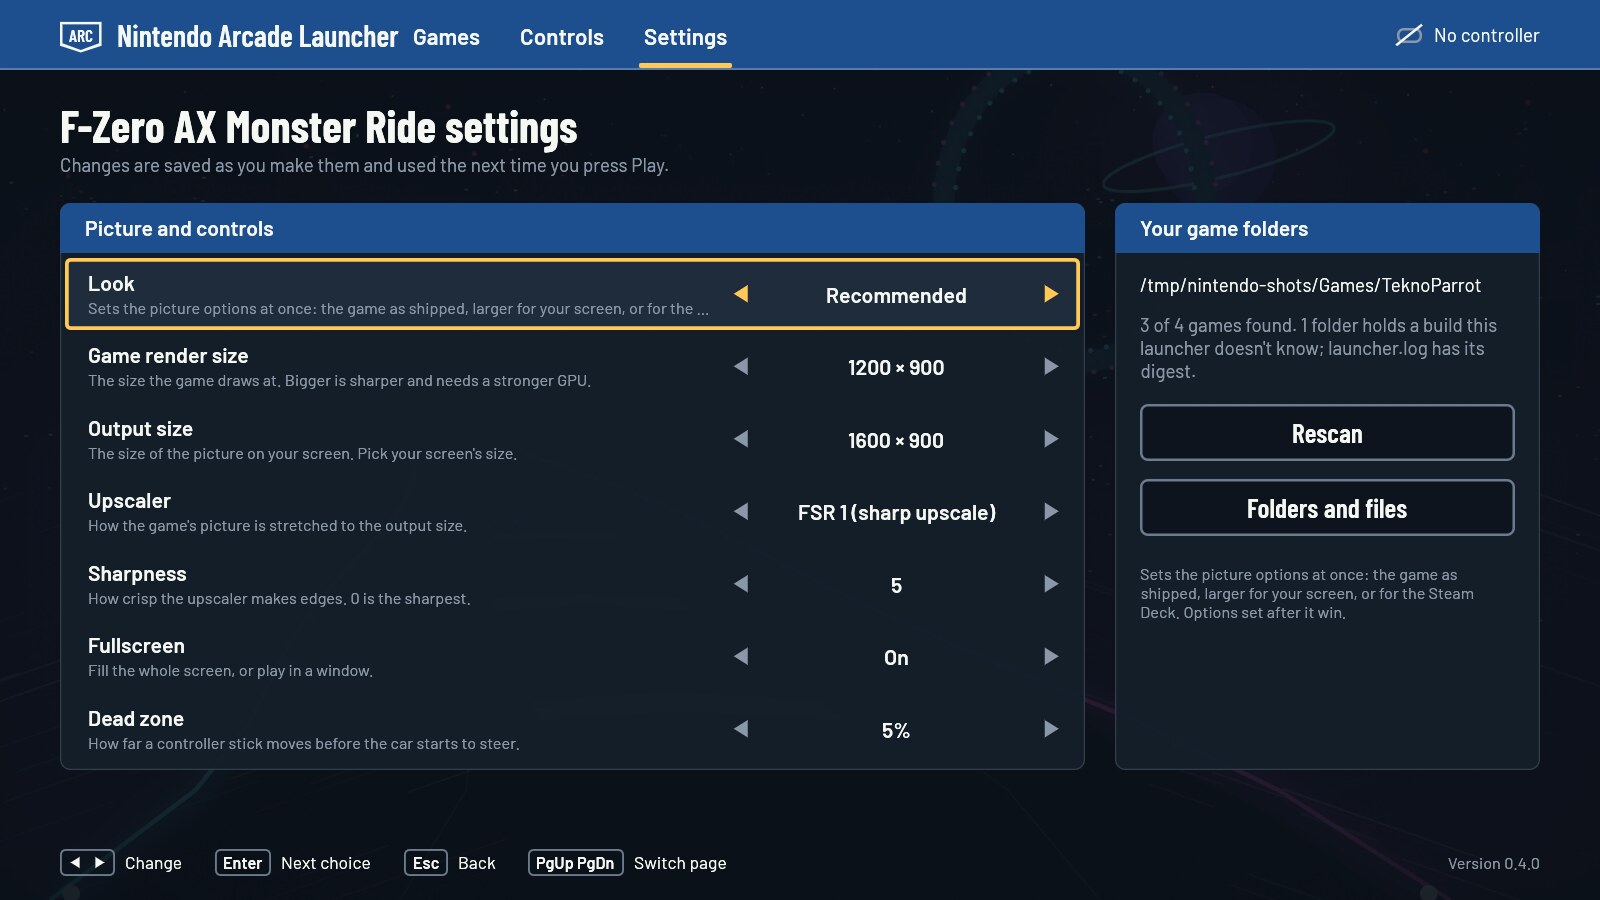 ARC Nintendo Arcade Launcher Games Controls Settings No controller
F-Zero AX Monster Ride settings
Changes are saved as you make them and used the next time you press Play.
Picture and controls
Look
Sets the picture options at once: the game as shipped, larger for your screen, or for the ...
Recommended
Game render size
The size the game draws at. Bigger is sharper and needs a stronger GPU.
1200 × 900
Output size
The size of the picture on your screen. Pick your screen's size.
1600 × 900
Upscaler
How the game's picture is stretched to the output size.
FSR 1 (sharp upscale)
Sharpness
How crisp the upscaler makes edges. 0 is the sharpest.
5
Fullscreen
Fill the whole screen, or play in a window.
On
Dead zone
How far a controller stick moves before the car starts to steer.
5%
Your game folders
/tmp/nintendo-shots/Games/TeknoParrot
3 of 4 games found. 1 folder holds a build this
launcher doesn't know; launcher.log has its
digest.
Rescan
Folders and files
Sets the picture options at once: the game as
shipped, larger for your screen, or for the Steam
Deck. Options set after it win.
Change Enter Next choice Esc Back PgUp PgDn Switch page Version 0.4.0